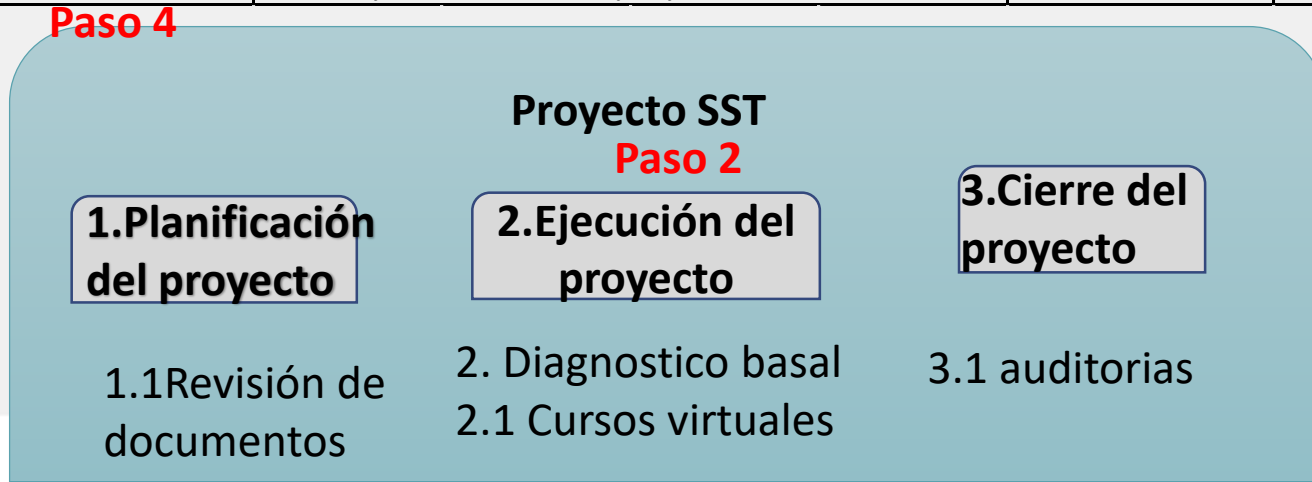 Paso 4
Proyecto SST
Paso 2
1.Planificación
del proyecto
2.Ejecución del
proyecto
3.Cierre del
proyecto
1.1Revisión de
documentos
2. Diagnostico basal
2.1 Cursos virtuales
3.1 auditorias